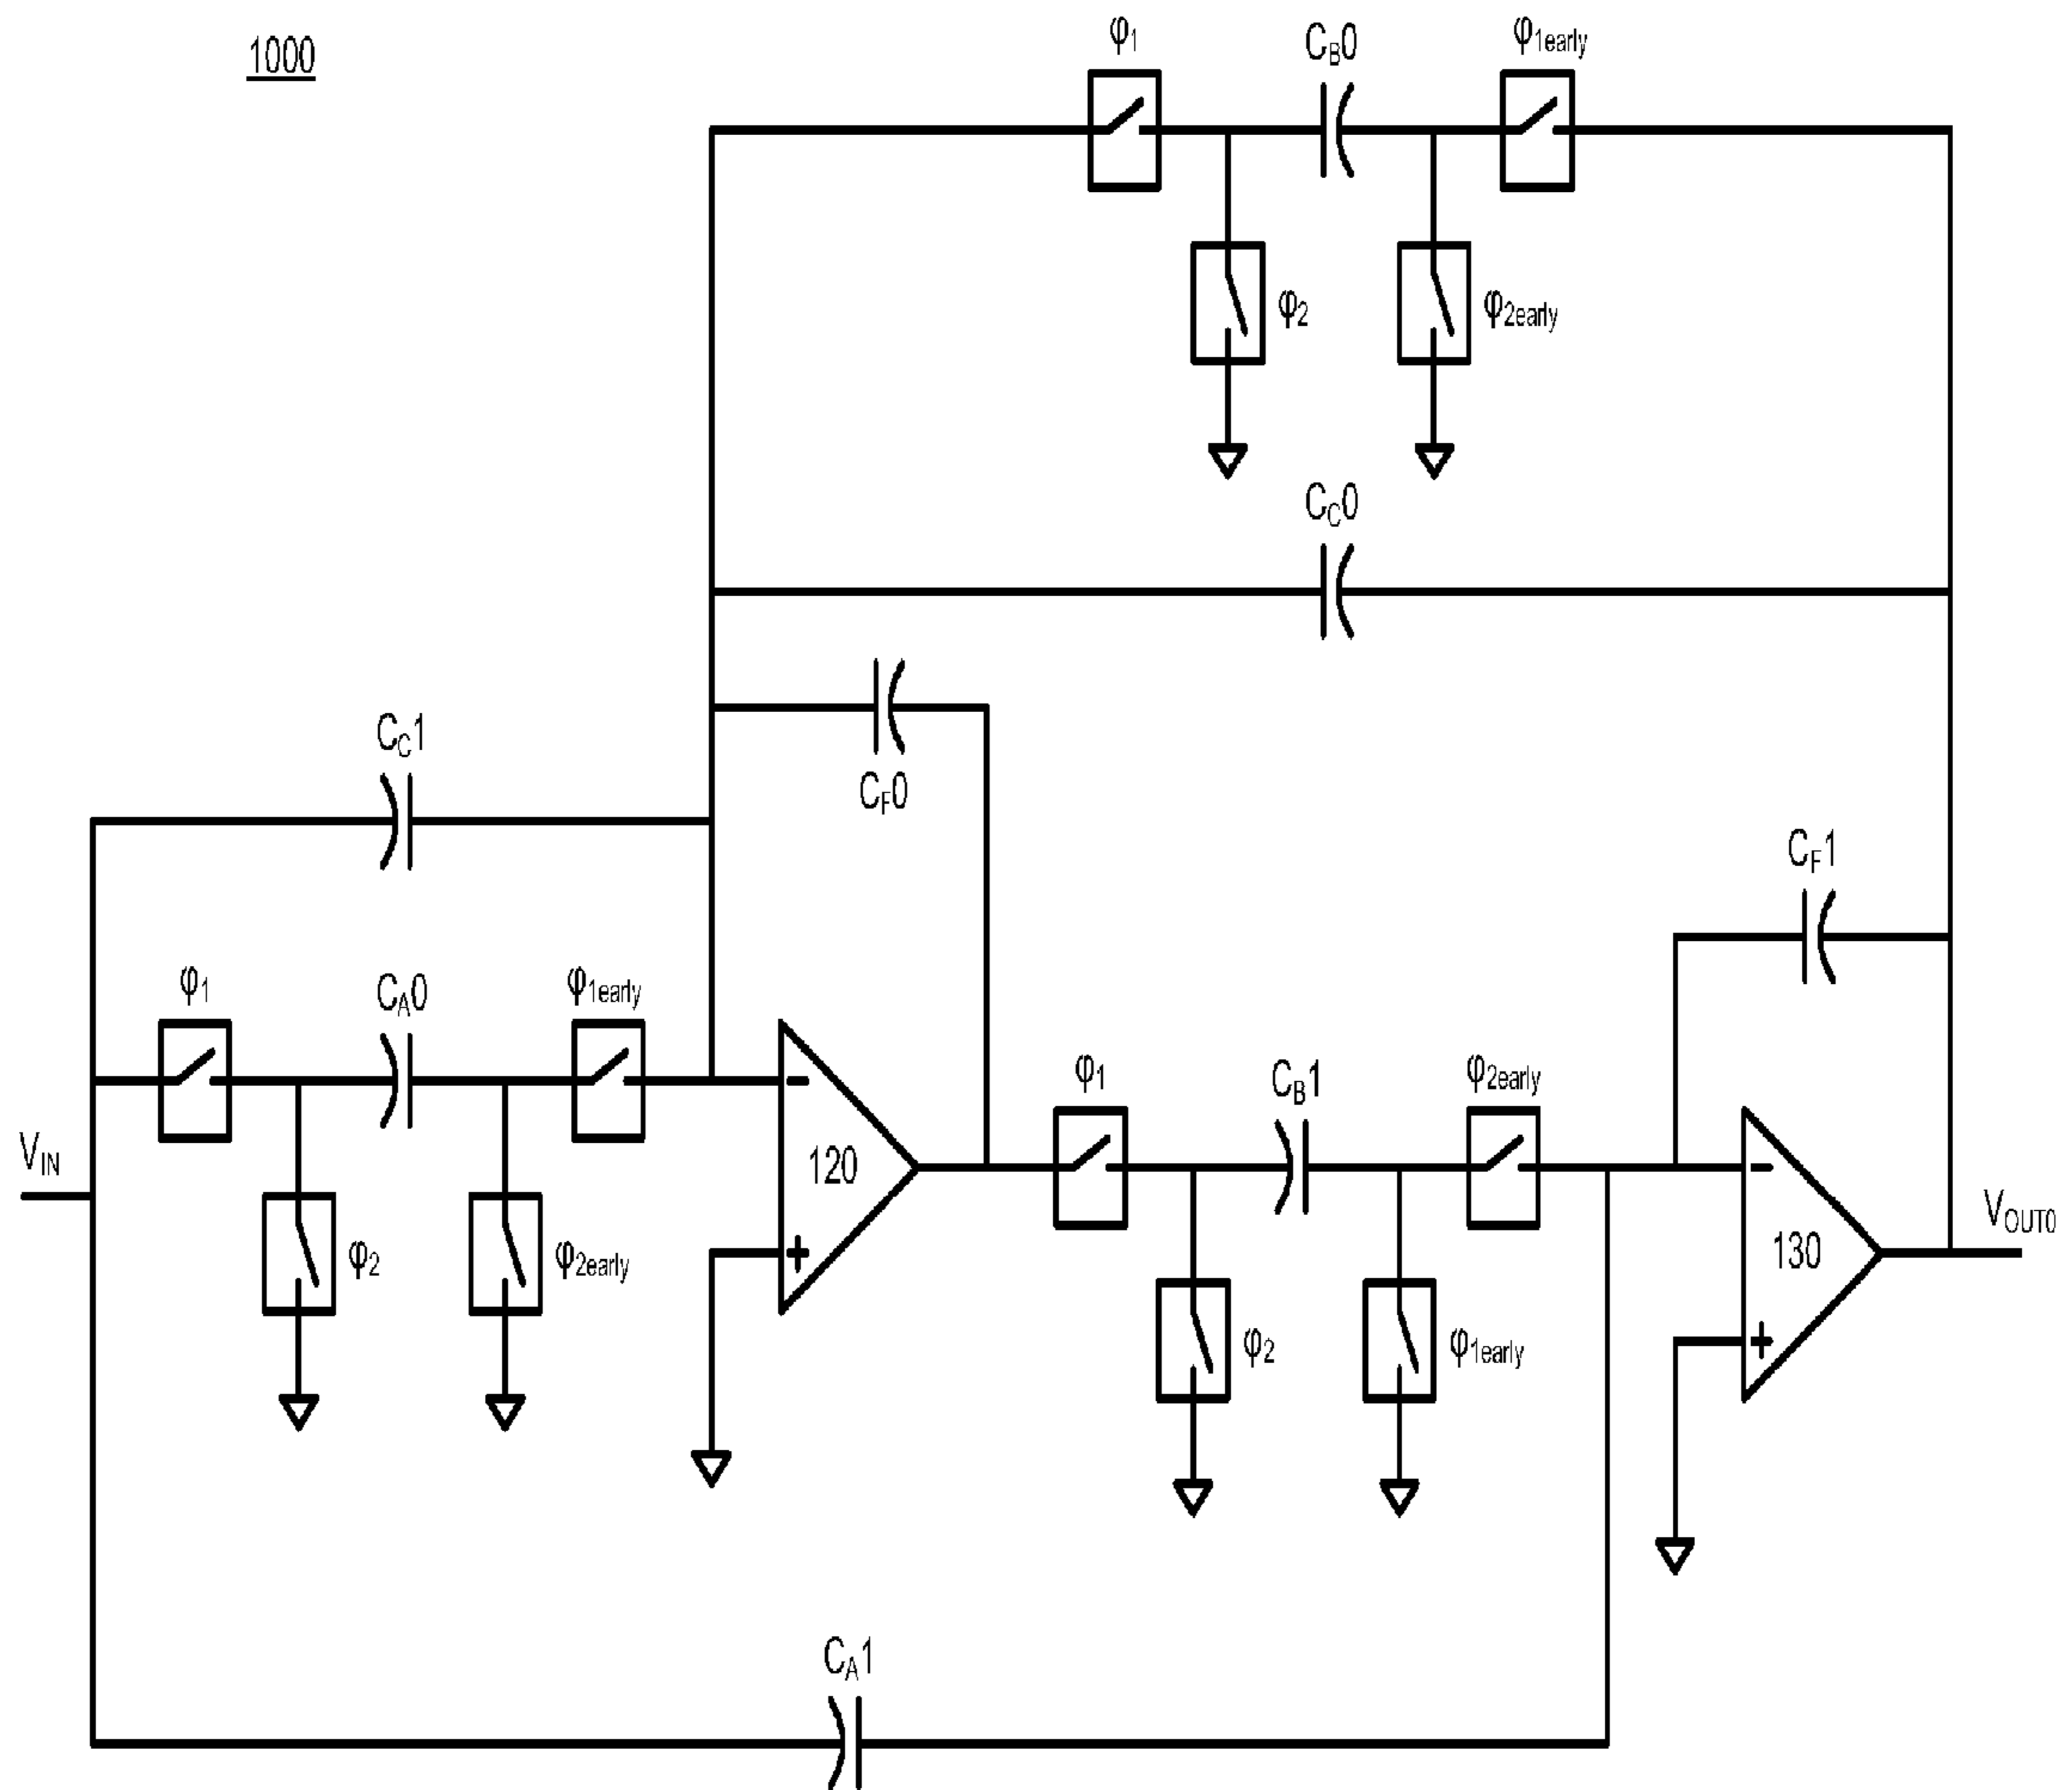 1000
φ1
CB0
φ1early
φ2
φ2early
CC0
CC1
CF0
CF1
φ1
CA0
φ1early
φ1
CB1
φ2early
VIN
120
φ2
φ2early
VOUT0
130
φ2
φ1early
CA1